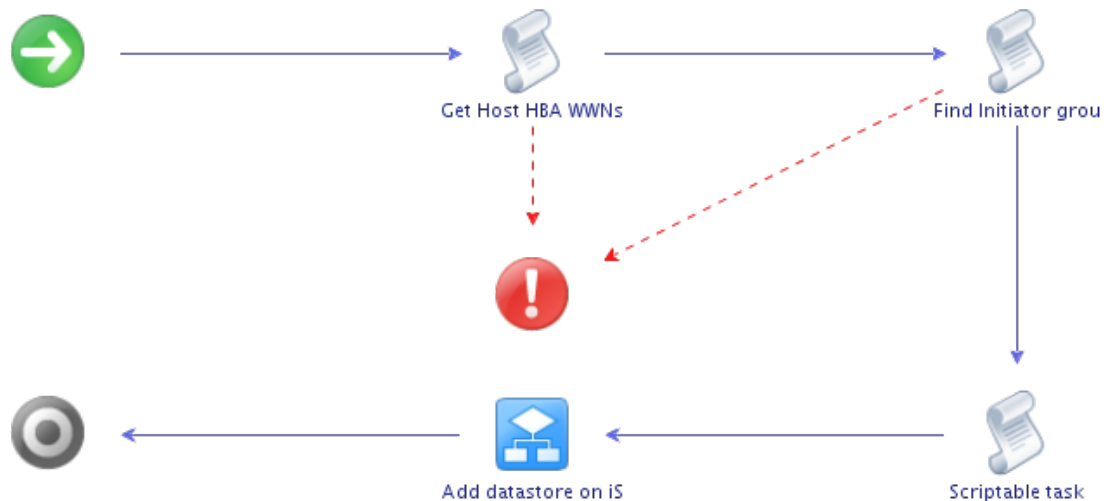 Get Host HBA WWNs
Find Initiator grou
Add datastore on iS
Scriptable task